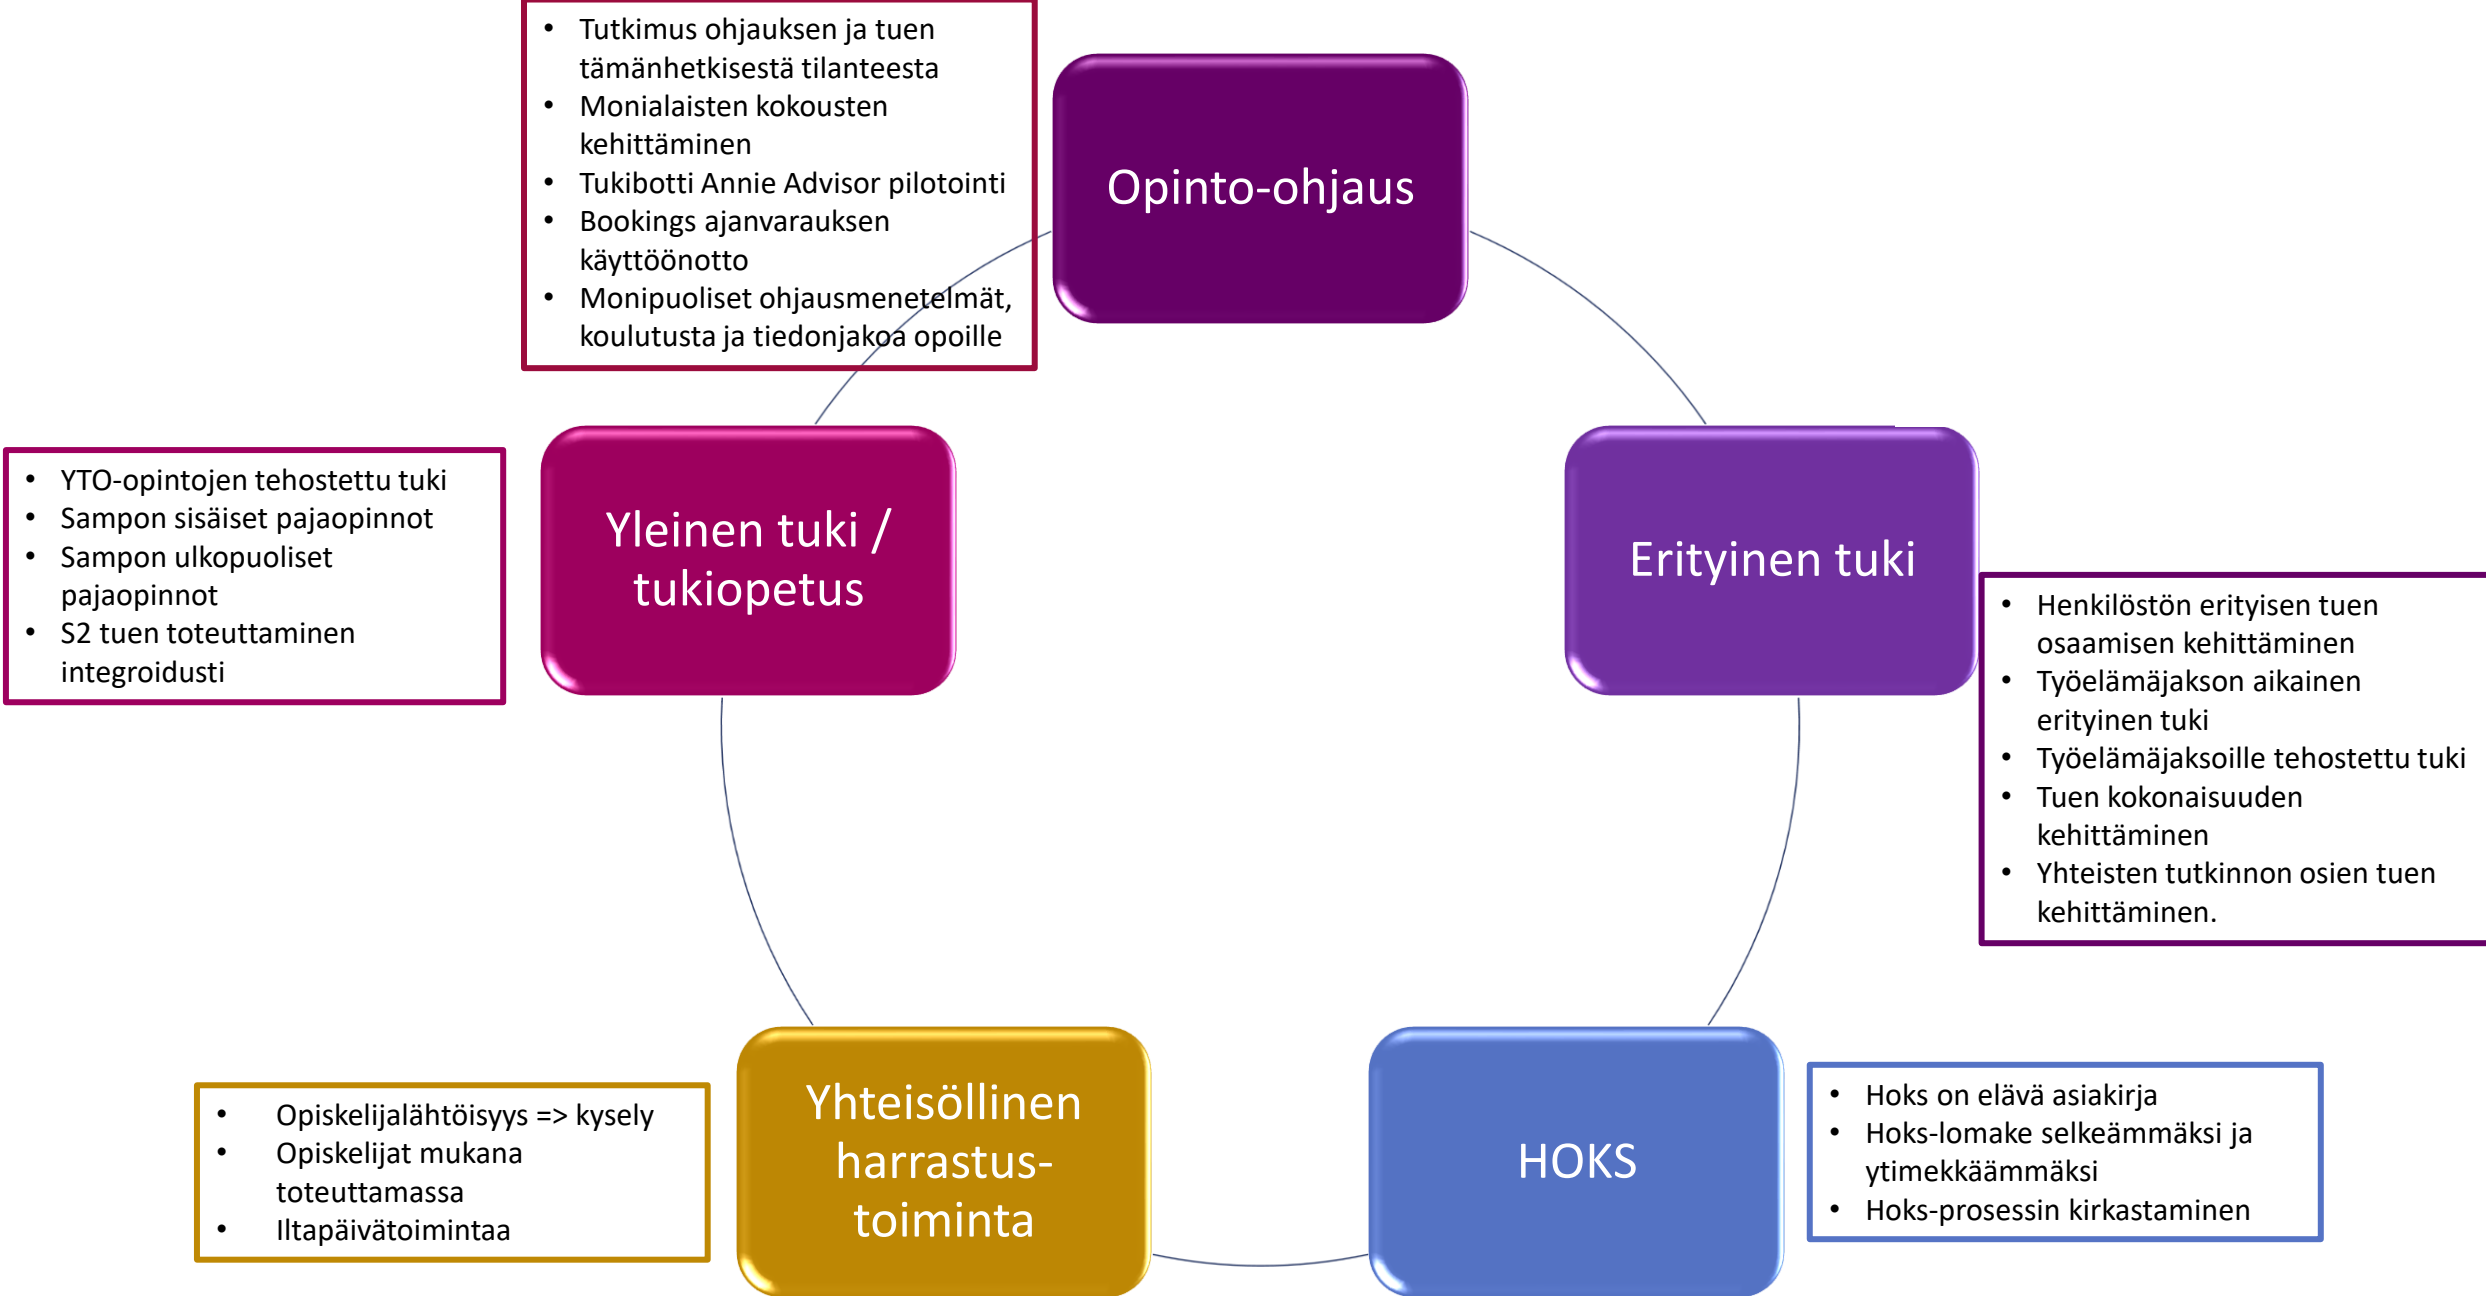 • Tutkimus ohjauksen ja tuen
tämänhetkisestä tilanteesta
• Monialaisten kokousten
kehittäminen
• Tukibotti Annie Advisor pilotointi
• Bookings ajanvarauksen
käyttöönotto
• Monipuoliset ohjausmenetelmät,
koulutusta ja tiedonjakoa opoille
Opinto-ohjaus
• YTO-opintojen tehostettu tuki
• Sampon sisäiset pajaopinnot
• Sampon ulkopuoliset
pajaopinnot
• S2 tuen toteuttaminen
integroidusti
Yleinen tuki /
tukiopetus
Erityinen tuki
• Henkilöstön erityisen tuen
osaamisen kehittäminen
• Työelämäjakson aikainen
erityinen tuki
• Työelämäjaksoille tehostettu tuki
• Tuen kokonaisuuden
kehittäminen
• Yhteisten tutkinnon osien tuen
kehittäminen.
• Opiskelijalähtöisyys => kysely
• Opiskelijat mukana
toteuttamassa
• Iltapäivätoimintaa
Yhteisöllinen
harrastus-
toiminta
HOKS
• Hoks on elävä asiakirja
• Hoks-lomake selkeämmäksi ja
ytimekkäämmäksi
• Hoks-prosessin kirkastaminen